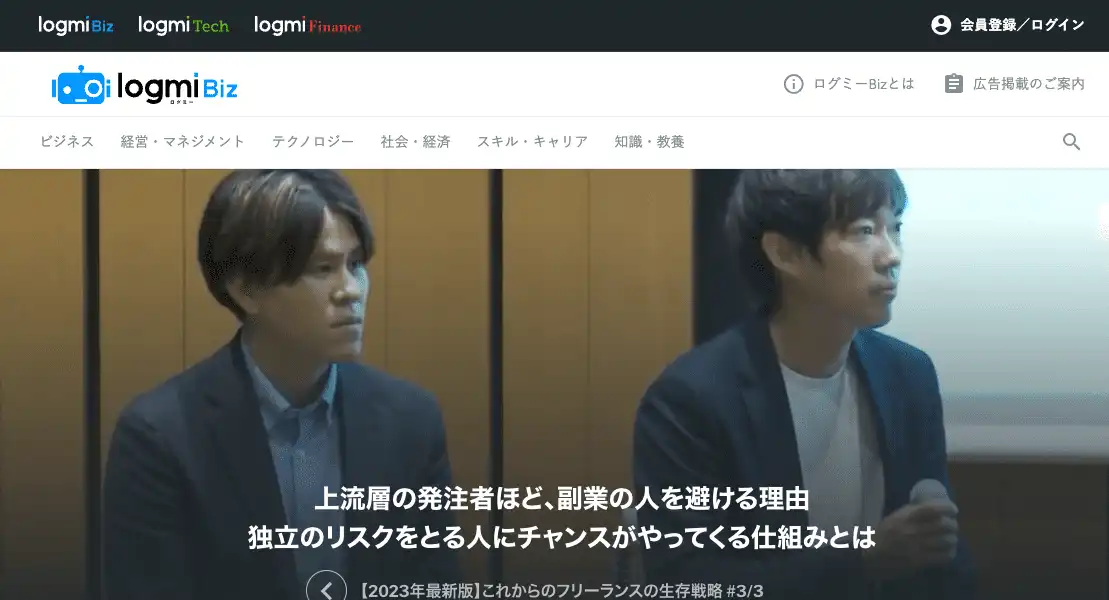 logmi Biz logmi Tech logmi Finance 会員登録／ログイン
logmi Biz ログミーBizとは 広告掲載のご案内
ログミー
ビジネス 経営・マネジメント テクノロジー 社会・経済 スキル・キャリア 知識・教養
上流層の発注者ほど、副業の人を避ける理由
独立のリスクをとる人にチャンスがやってくる仕組みとは
【2023年最新版】これからのフリーランスの生存戦略 #3/3